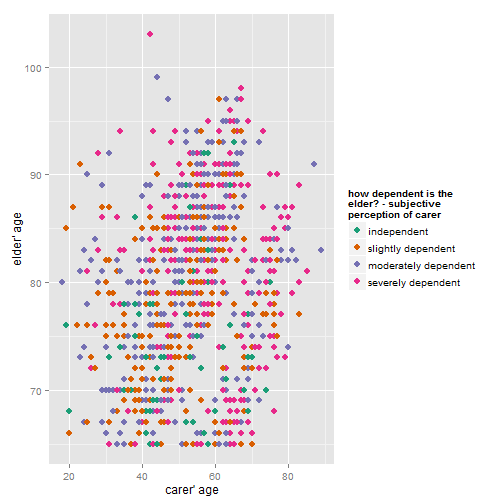 how dependent is the
elder? - subjective
perception of carer
independent
slightly dependent
moderately dependent
severely dependent
elder' age
100
90
80
70
20
40
60
80
carer' age